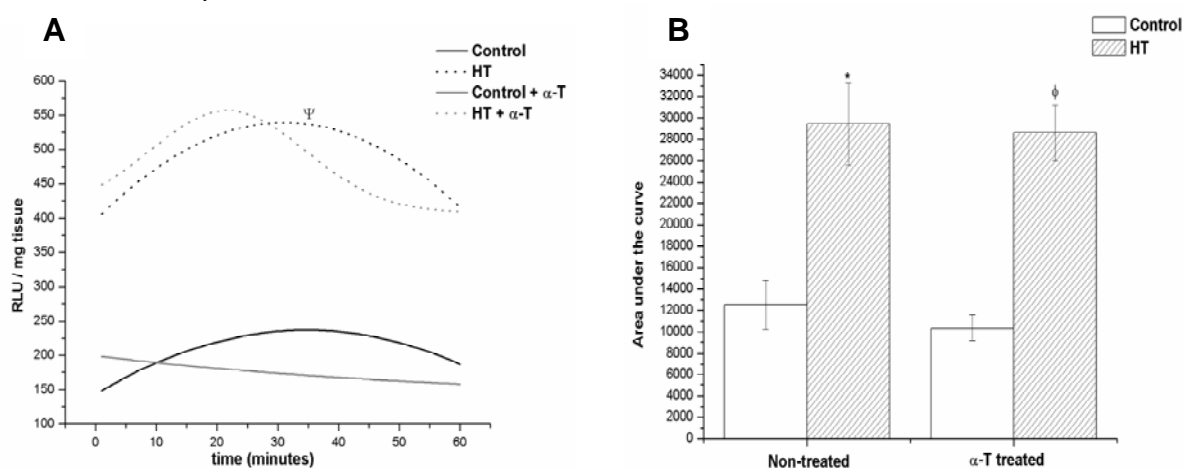 A
Control
HT
Control + α-T
HT + α-T
600
550
500
450
400
350
300
250
200
150
100
Ψ
RLU / mg tissue
0 10 20 30 40 50 60
time (minutes)
B
Control
HT
34000
32000
30000
28000
26000
24000
22000
20000
18000
16000
14000
12000
10000
8000
6000
4000
2000
0
*
ϕ
Area under the curve
Non-treated α-T treated